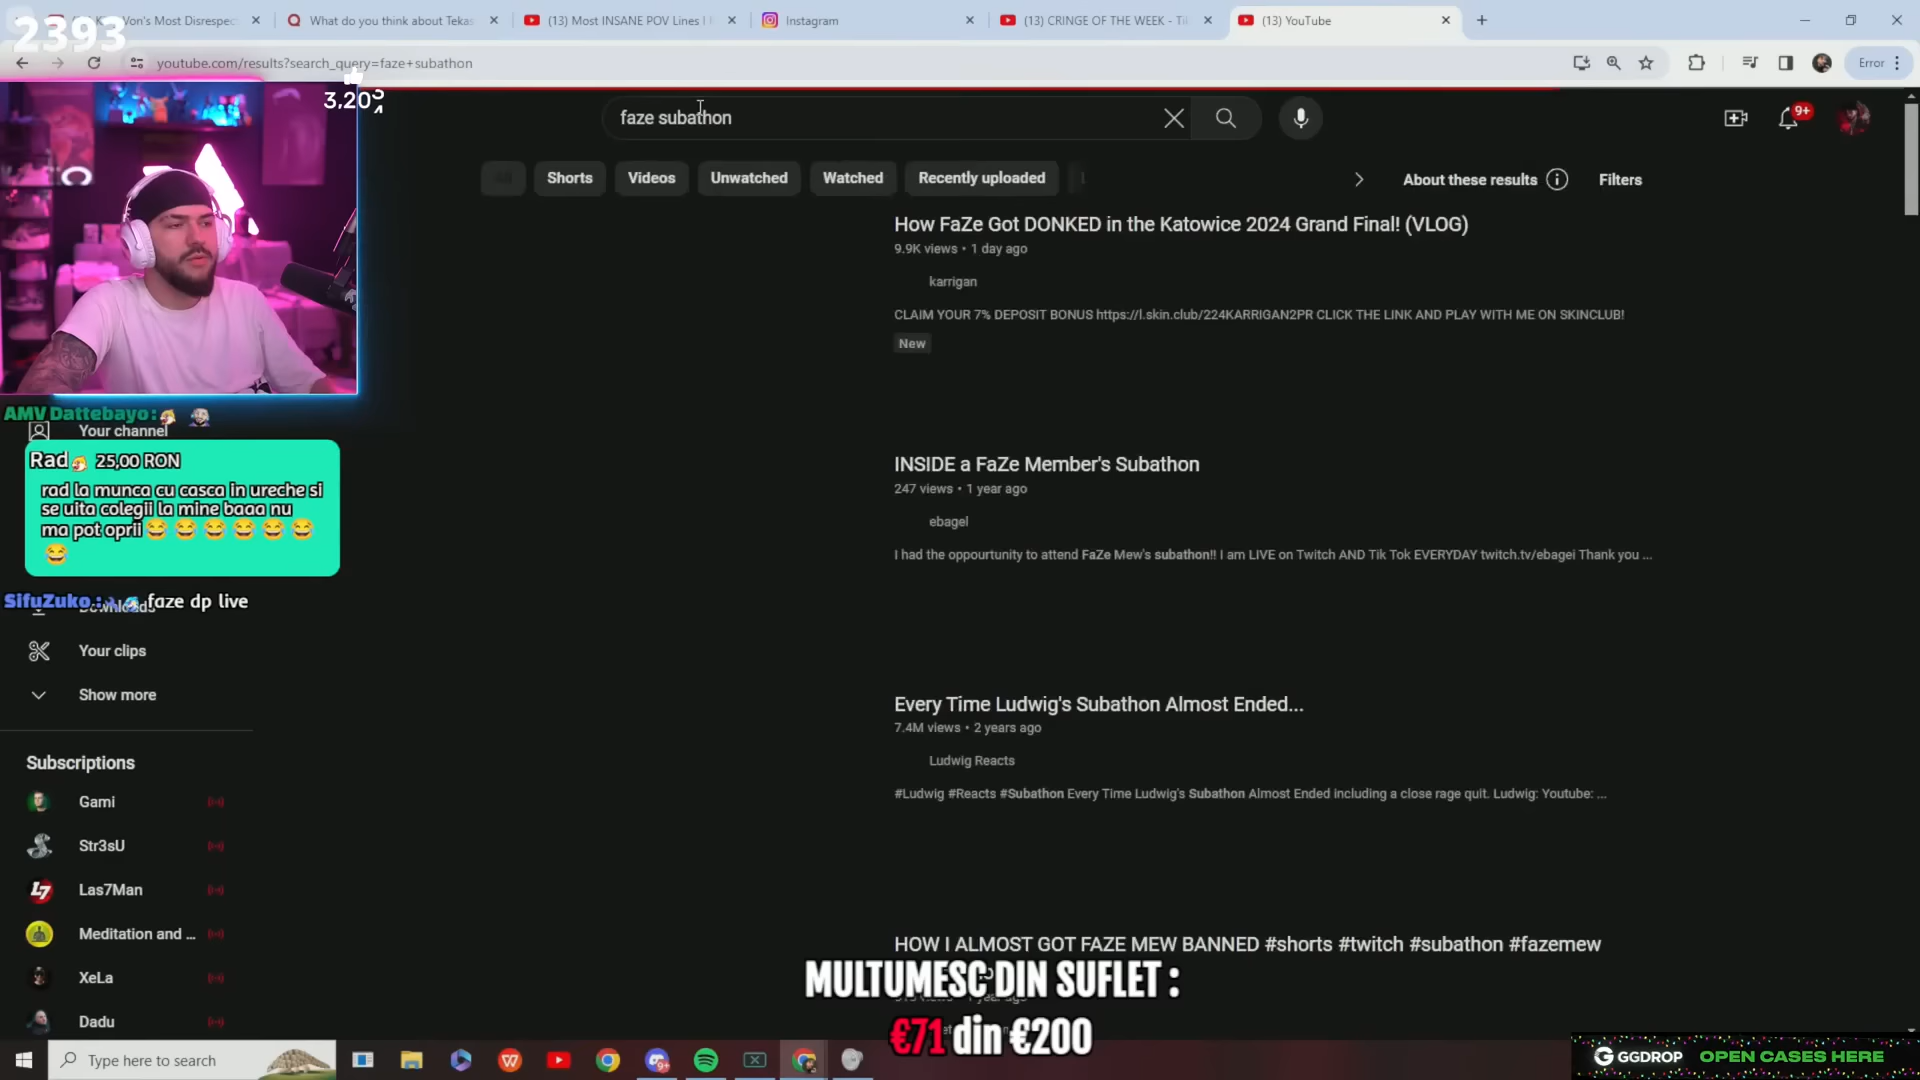 Von's Most Disrespec
What do you think about Tekas
(13) Most INSANE POV Lines I
Instagram
(13) CRINGE OF THE WEEK - Ti
(13) YouTube
2393
youtube.com/results?search_query=faze+subathon
Error
3,20
faze subathon
9+
Shorts
Videos
Unwatched
Watched
Recently uploaded
About these results
Filters
How FaZe Got DONKED in the Katowice 2024 Grand Final! (VLOG)
9.9K views • 1 day ago
karrigan
CLAIM YOUR 7% DEPOSIT BONUS https://l.skin.club/224KARRIGAN2PR CLICK THE LINK AND PLAY WITH ME ON SKINCLUB!
New
AMV Dattebayo :
Your channel
Rad 25,00 RON
rad la munca cu casca in ureche si
se uita colegii la mine baaa nu
ma pot oprii 😂 😂 😂 😂 😂 😂
😂
INSIDE a FaZe Member's Subathon
247 views • 1 year ago
ebagel
I had the oppourtunity to attend FaZe Mew's subathon!! I am LIVE on Twitch AND Tik Tok EVERYDAY twitch.tv/ebagei Thank you ...
SifuZuko : faze dp live
Downloads
Your clips
Show more
Every Time Ludwig's Subathon Almost Ended...
7.4M views • 2 years ago
Ludwig Reacts
#Ludwig #Reacts #Subathon Every Time Ludwig's Subathon Almost Ended including a close rage quit. Ludwig: Youtube: ...
Subscriptions
Gami
Str3sU
Las7Man
Meditation and ...
XeLa
Dadu
HOW I ALMOST GOT FAZE MEW BANNED #shorts #twitch #subathon #fazemew
MULTUMESC DIN SUFLET :
€71 din €200
Type here to search
9+
GGDROP OPEN CASES HERE